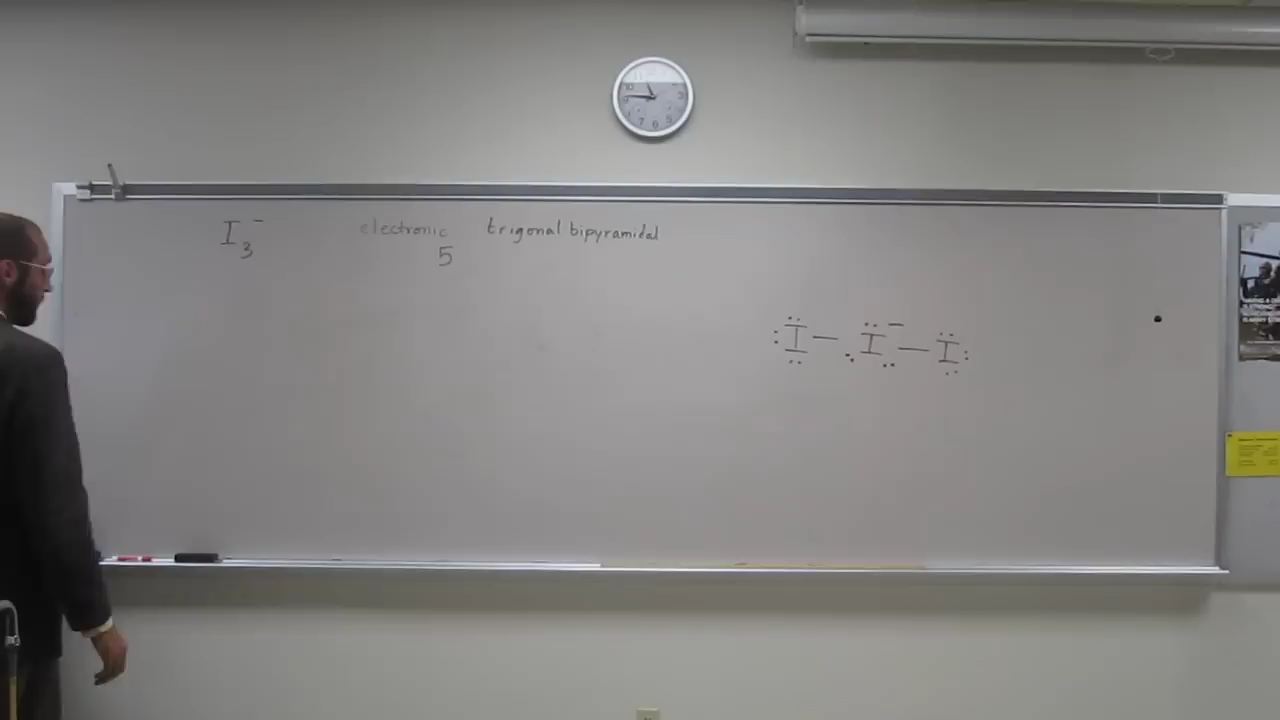 I₃⁻ electronic trigonal bipyramidal
5
I — I⁻ — I